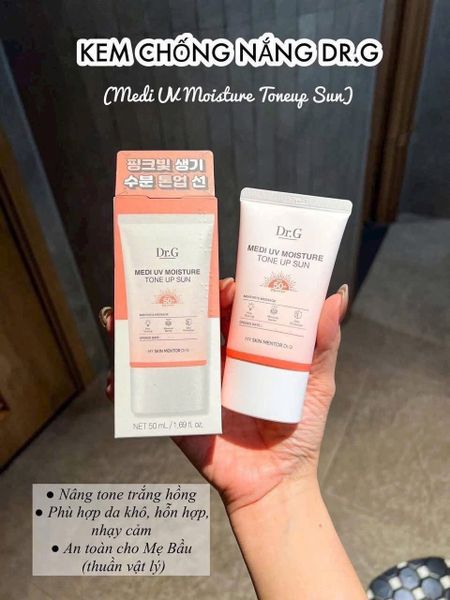 KEM CHỐNG NẮNG DR.G
(Medi UV Moisture Toneup Sun)
핑크빛 생기
수분 톤업 선
Dr.G
MEDI UV MOISTURE
TONE UP SUN
50+
MY SKIN MENTOR Dr.G
NET 50 mL / 1.69 fl. oz.
Dr.G
MEDI UV MOISTURE
TONE UP SUN
50+
MY SKIN MENTOR Dr.G
● Nâng tone trắng hồng
● Phù hợp da khô, hỗn hợp,
nhạy cảm
● An toàn cho Mẹ Bầu
(thuần vật lý)